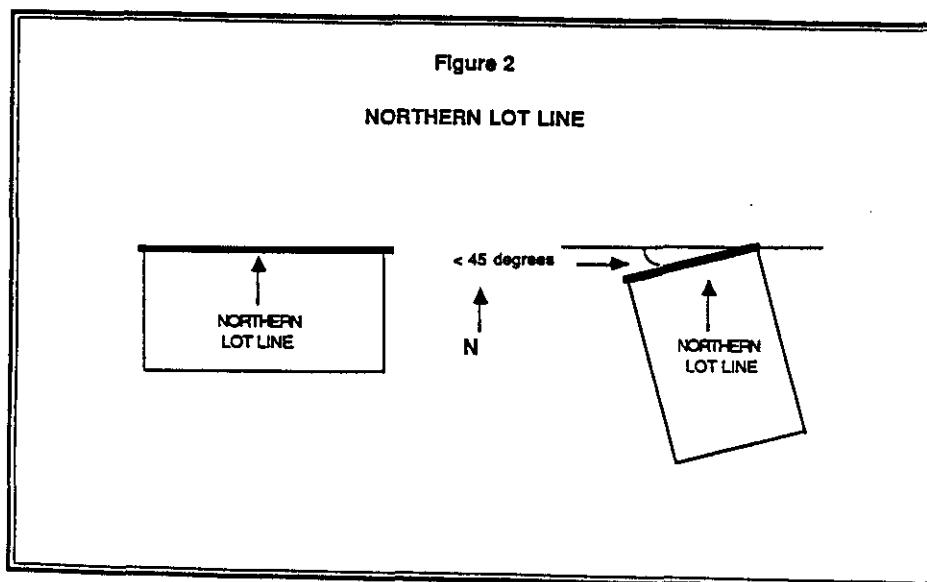 Figure 2
NORTHERN LOT LINE
< 45 degrees
NORTHERN
LOT LINE
N
NORTHERN
LOT LINE